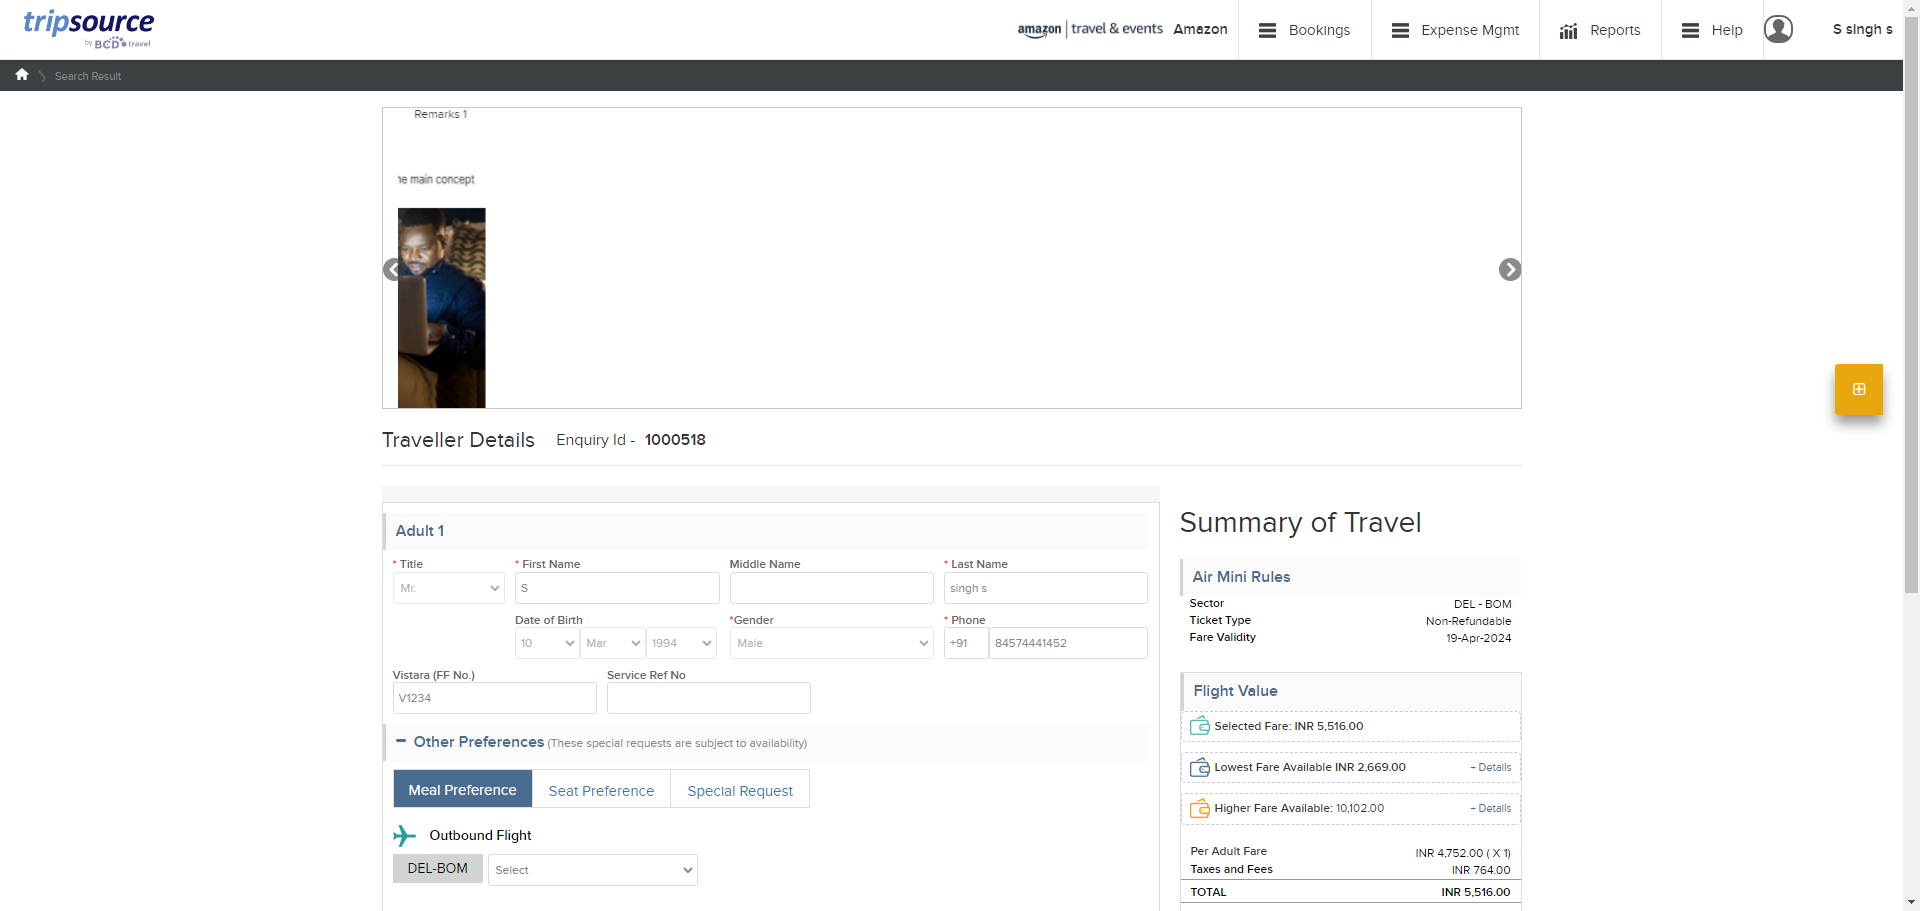 tripsource
by BCD travel
amazon | travel & events Amazon
Bookings
Expense Mgmt
Reports
Help
S singh s
Search Result
Remarks 1
he main concept
Traveller Details
Enquiry Id - 1000518
Adult 1
* Title
* First Name
Middle Name
* Last Name
Mr.
S
singh s
Date of Birth
*Gender
* Phone
10
Mar
1994
Male
+91
84574441452
Vistara (FF No.)
Service Ref No
V1234
Other Preferences (These special requests are subject to availability)
Meal Preference
Seat Preference
Special Request
Outbound Flight
DEL-BOM
Select
Summary of Travel
Air Mini Rules
Sector DEL - BOM
Ticket Type Non-Refundable
Fare Validity 19-Apr-2024
Flight Value
Selected Fare: INR 5,516.00
Lowest Fare Available INR 2,669.00 + Details
Higher Fare Available: 10,102.00 + Details
Per Adult Fare INR 4,752.00 ( X 1)
Taxes and Fees INR 764.00
TOTAL INR 5,516.00